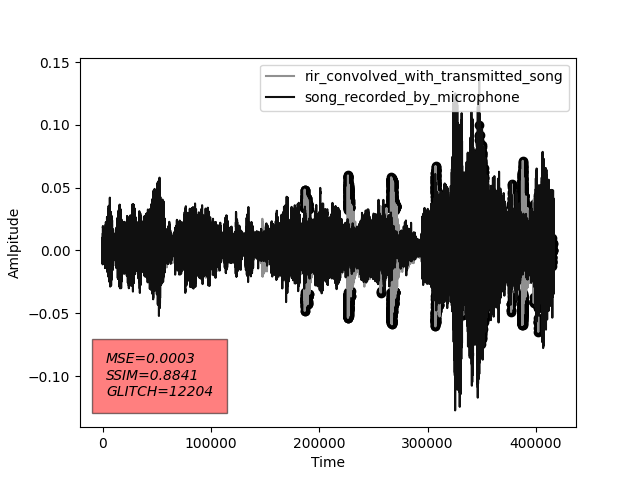 rir_convolved_with_transmitted_song
song_recorded_by_microphone
0.15
0.10
0.05
0.00
−0.05
−0.10
Amlpitude
MSE=0.0003
SSIM=0.8841
GLITCH=12204
0 100000 200000 300000 400000
Time